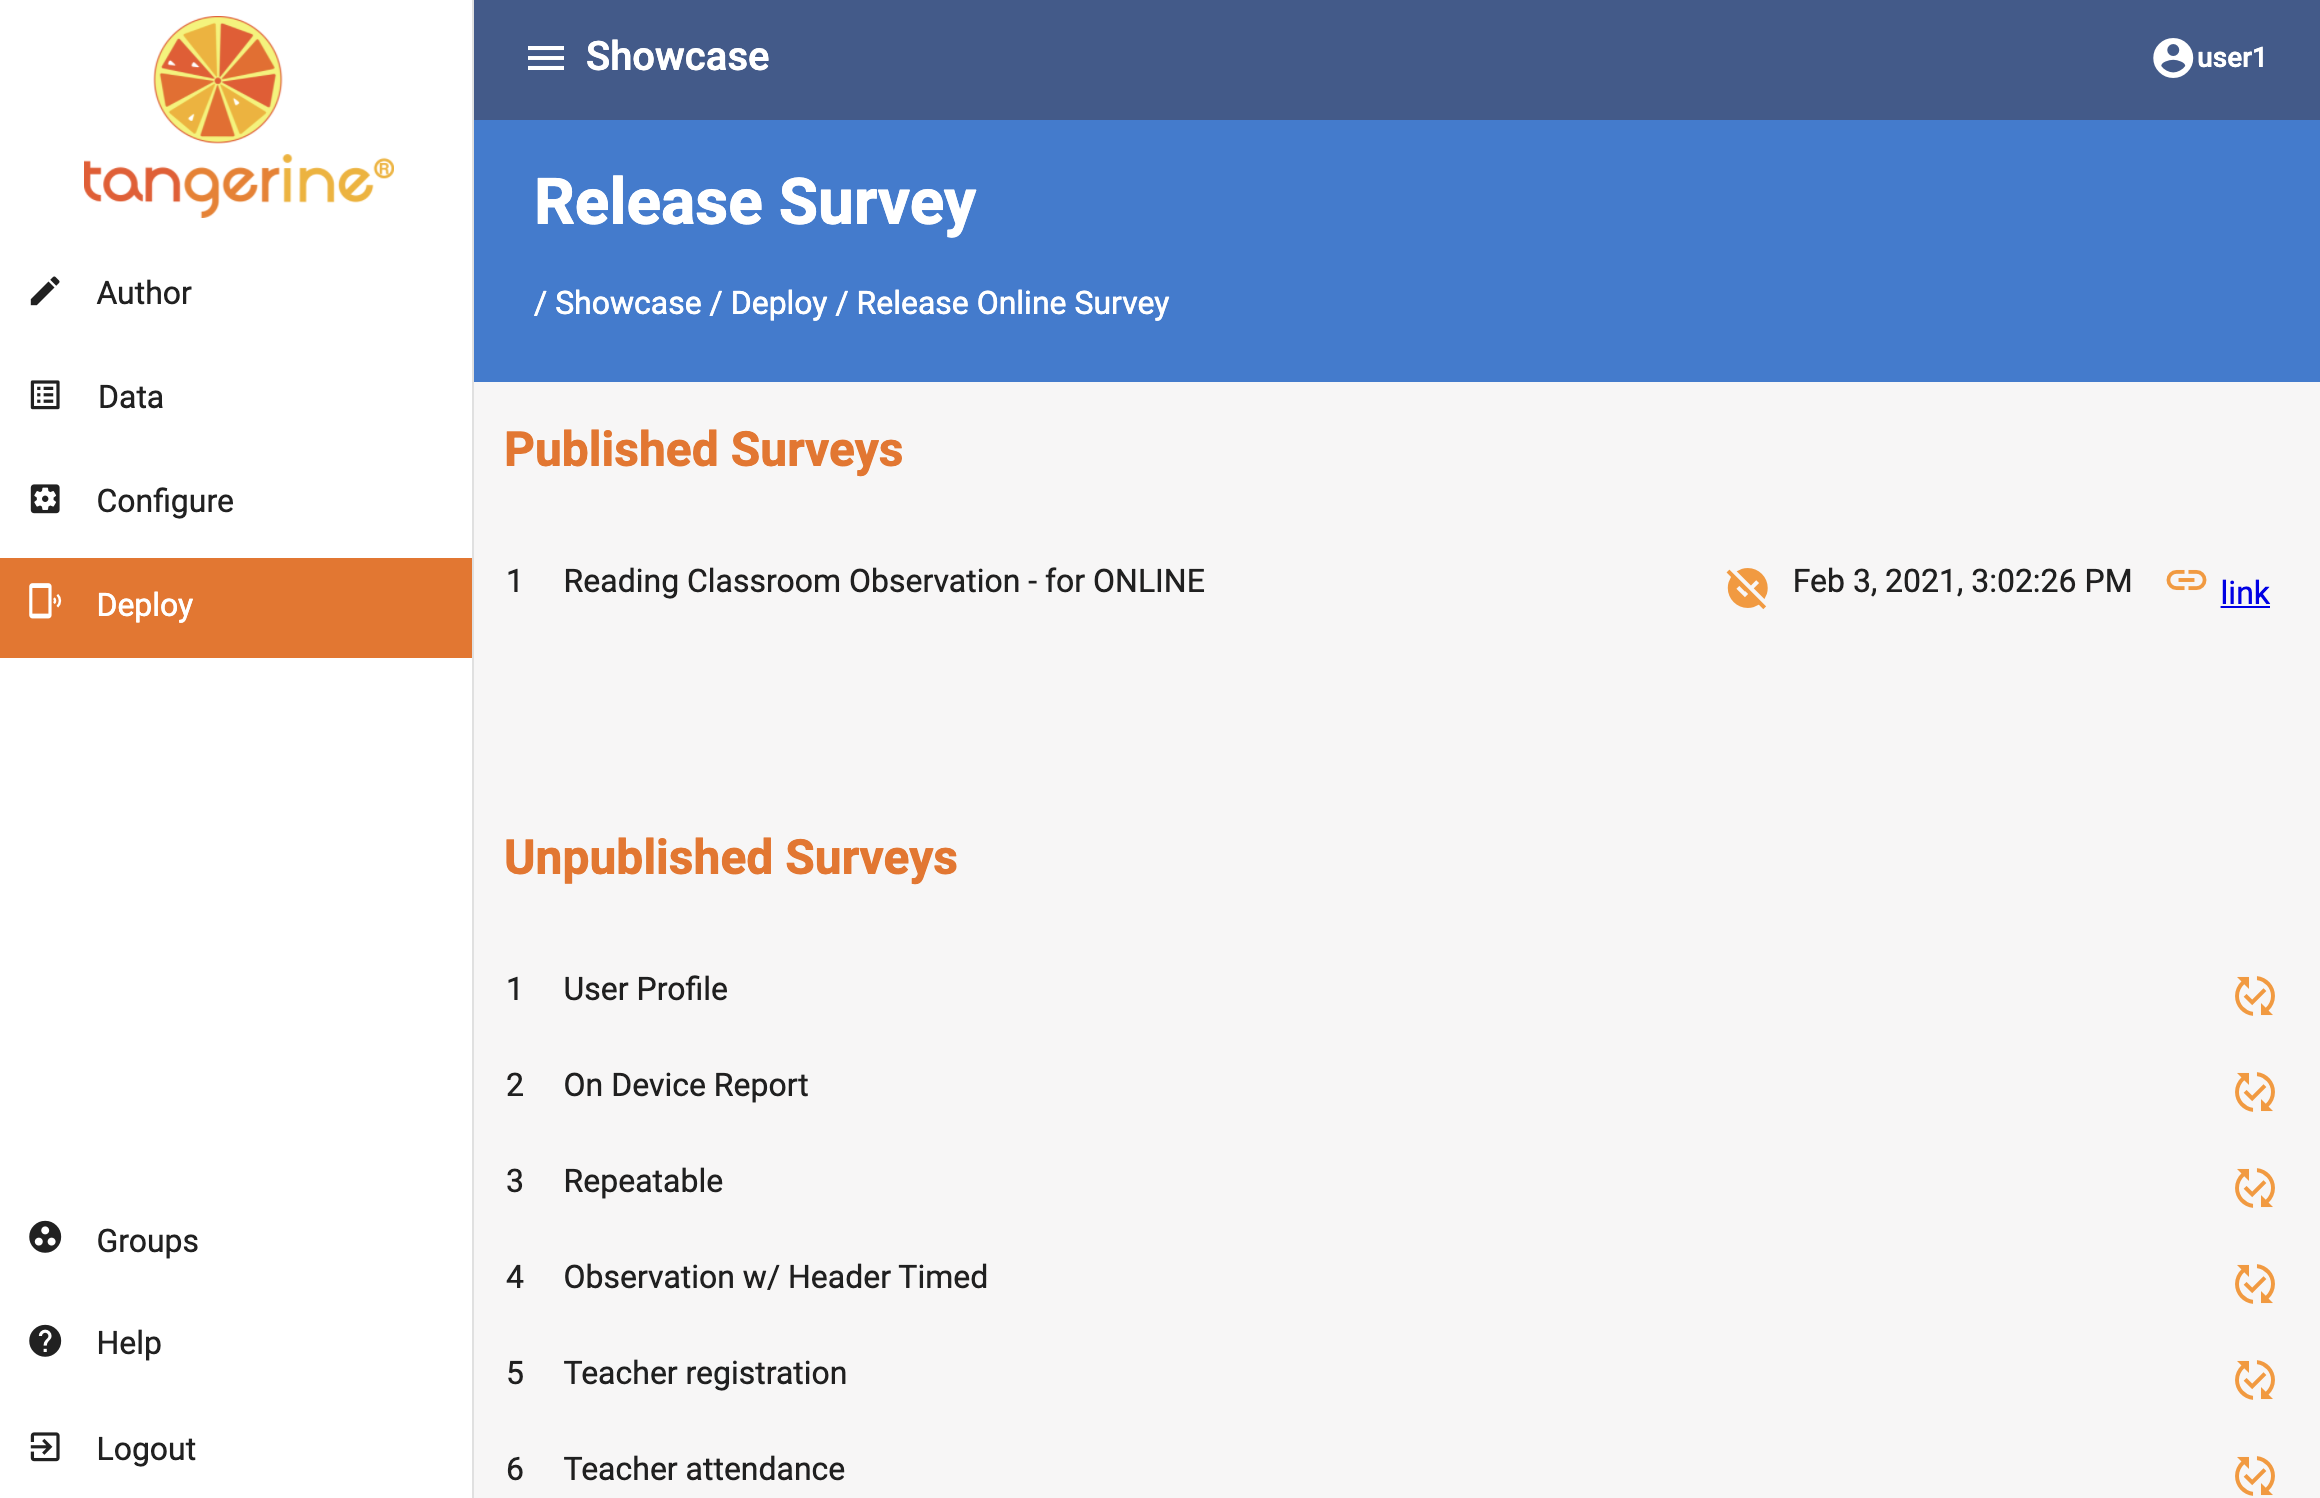 tangerine®
Author
Data
Configure
Deploy
Groups
Help
Logout
Showcase
user1
Release Survey
/ Showcase / Deploy / Release Online Survey
Published Surveys
1 Reading Classroom Observation - for ONLINE Feb 3, 2021, 3:02:26 PM link
Unpublished Surveys
1 User Profile
2 On Device Report
3 Repeatable
4 Observation w/ Header Timed
5 Teacher registration
6 Teacher attendance